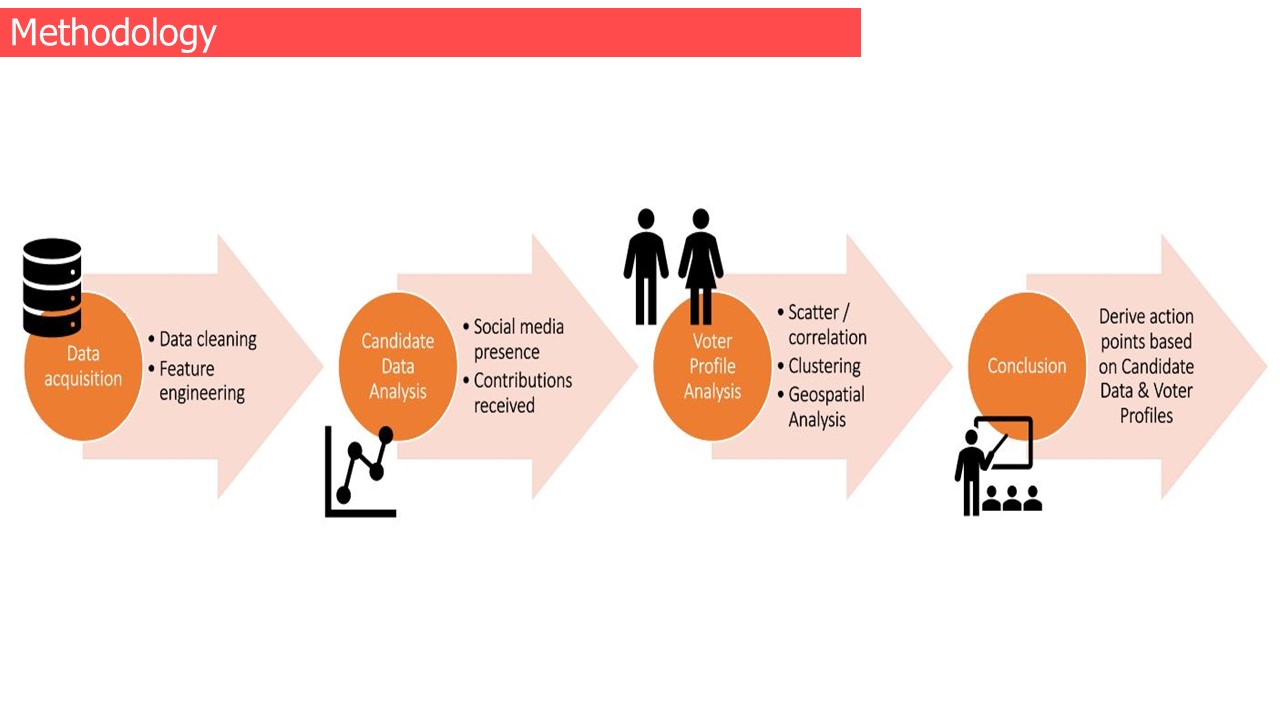 Methodology
Data
acquisition
• Data cleaning
• Feature
engineering
Candidate
Data
Analysis
• Social media
presence
• Contributions
received
Voter
Profile
Analysis
• Scatter /
correlation
• Clustering
• Geospatial
Analysis
Conclusion
Derive action
points based
on Candidate
Data & Voter
Profiles